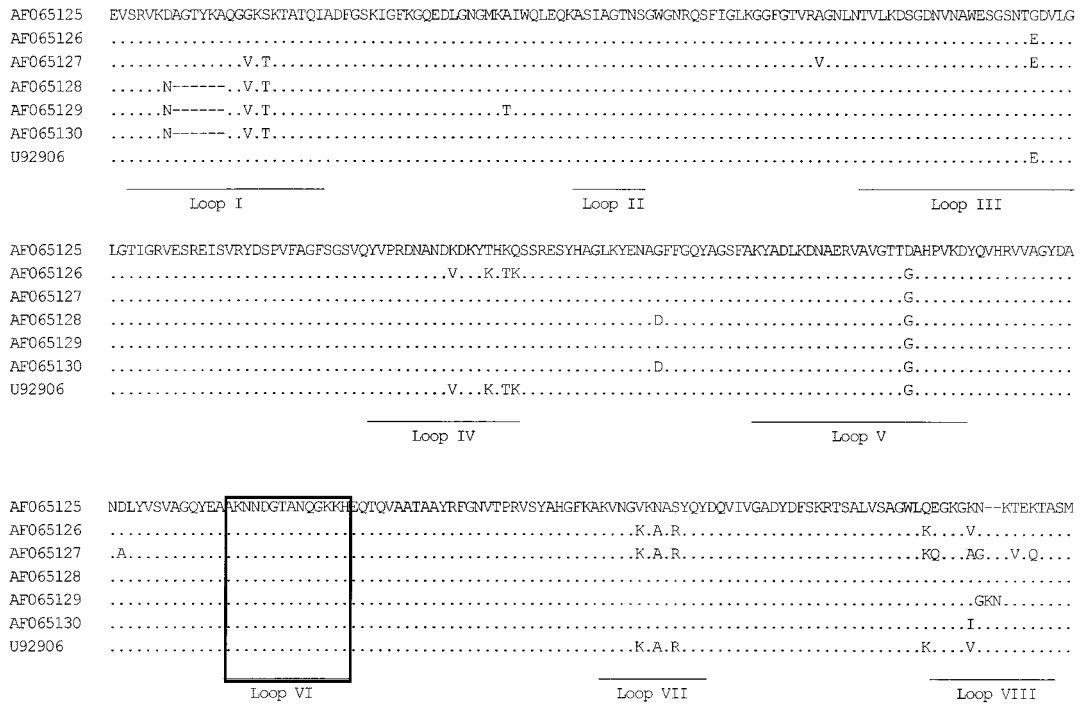 AF065125 EVSRVKDAGTYKAQGGKSKTATQIADFGSKIGFKGQEDLGNGMKAIWQLEQKASIAGTNSGWGNRQSFIGLKGGFGTVRAGNLNTVLKDSGDNVNAWESGSNTGDVLG
AF065126 .......................................................................................................E....
AF065127 ...............V.T.............................................................V.......................E....
AF065128 ......N------..V.T..........................................................................................
AF065129 ......N------..V.T..........................T...............................................................
AF065130 ......N------..V.T..........................................................................................
U92906 .......................................................................................................E....
Loop I Loop II Loop III
AF065125 LGTIGRVESREISVRYDSPVFAGFSGSVQYVPRDNANDKDKYTHKQSSRESYHAGLKYENAGFFGQYAGSFAKYADLKDNAERVAVGTTDAHPVKDYQVHRVVAGYDA
AF065126 ......................................V...K.TK...........................................G..................
AF065127 .........................................................................................G..................
AF065128 .............................................................D...........................G..................
AF065129 .........................................................................................G..................
AF065130 .............................................................D...........................G..................
U92906 ......................................V...K.TK...........................................G..................
Loop IV Loop V
AF065125 NDLYVSVAGQYEAAKNNDGTANQGKKHEQTQVAATAAYRFGNVTPRVSYAHGFKAKVNGVKNASYQYDQVIVGADYDFSKRTSALVSAGWLQEGKGKN--KTEKTASM
AF065126 ...........................................................K.A.R...........................K....V...........
AF065127 .A.........................................................K.A.R...........................KQ...AG...V.Q....
AF065128 ............................................................................................................
AF065129 .................................................................................................GKN........
AF065130 ................................................................................................I...........
U92906 ...........................................................K.A.R...........................K....V...........
Loop VI Loop VII Loop VIII